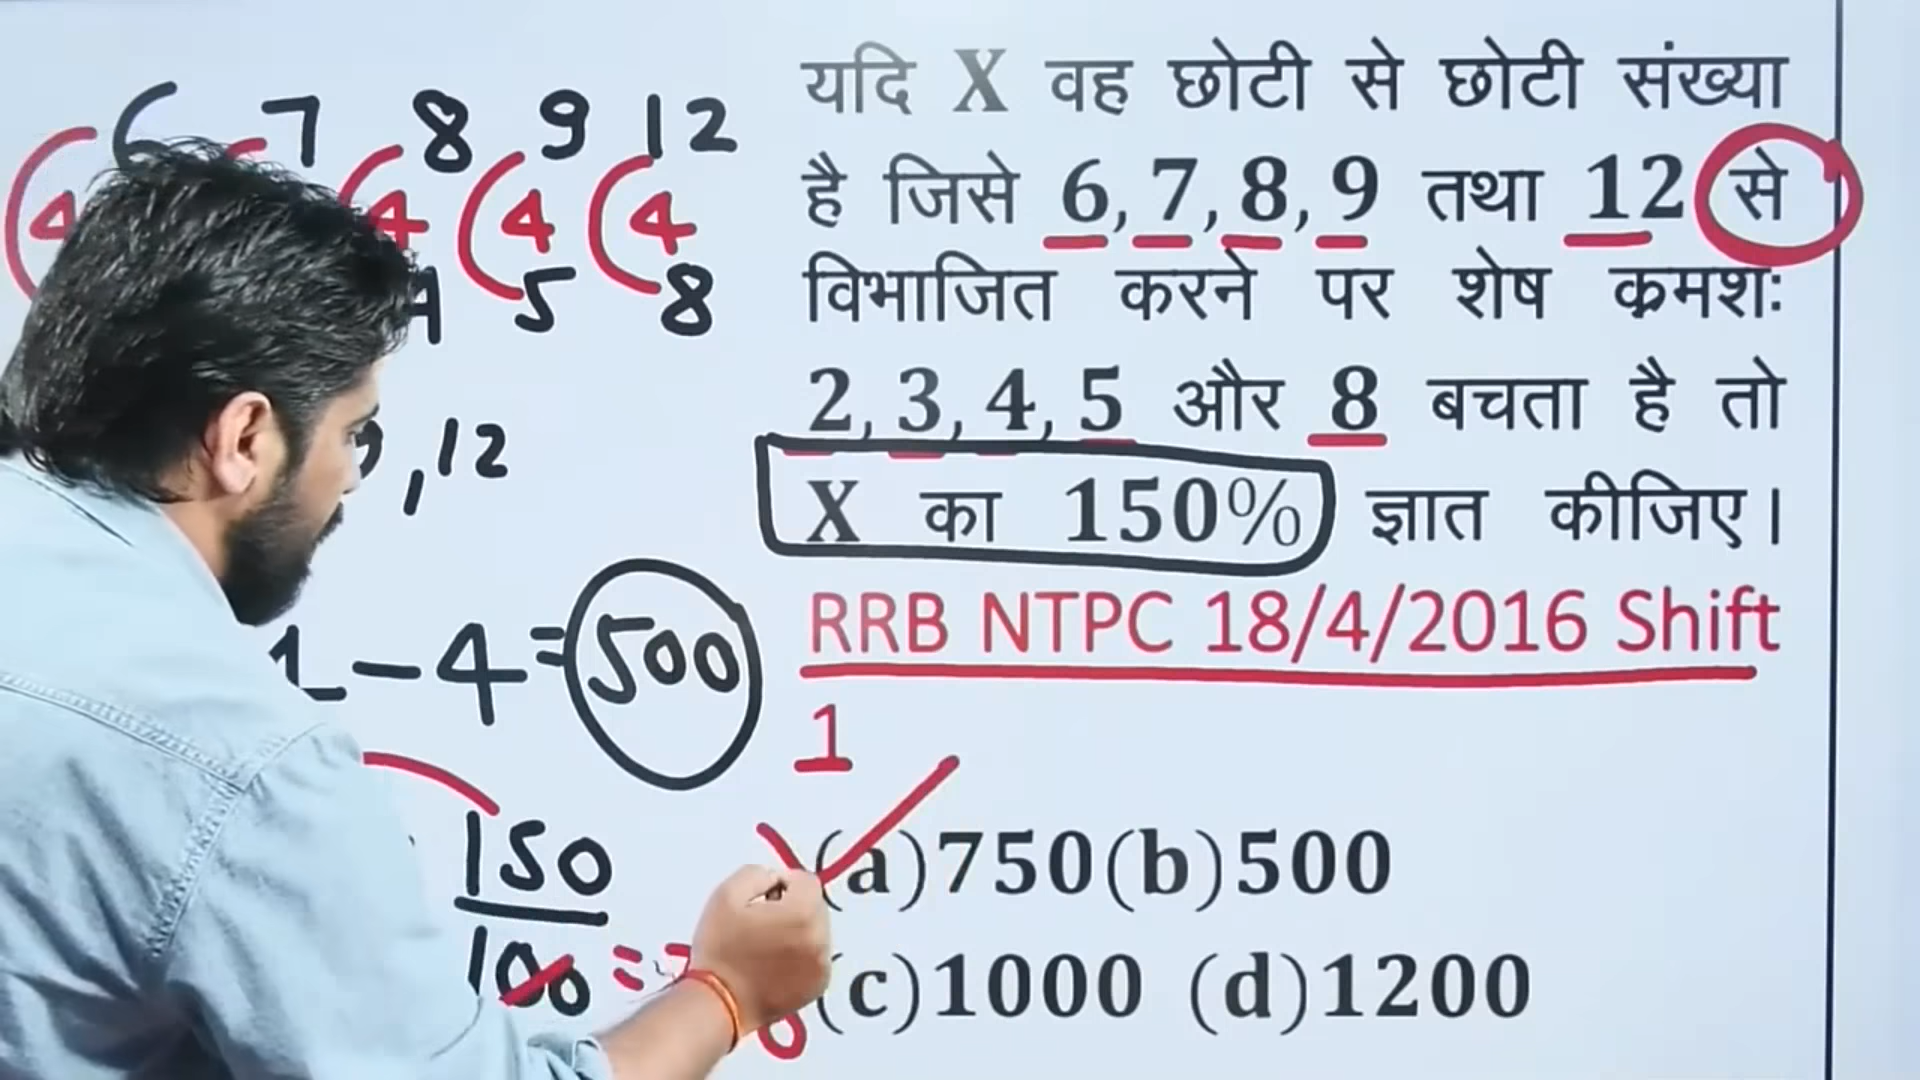 6 7 8 9 12
4 4 4 4
4 5 8
, 12
1 - 4 = 500
150
100 =
यदि X वह छोटी से छोटी संख्या
है जिसे 6, 7, 8, 9 तथा 12 से
विभाजित करने पर शेष क्रमशः
2, 3, 4, 5 और 8 बचता है तो
X का 150% ज्ञात कीजिए।
RRB NTPC 18/4/2016 Shift
1
(a)750(b)500
(c)1000 (d)1200